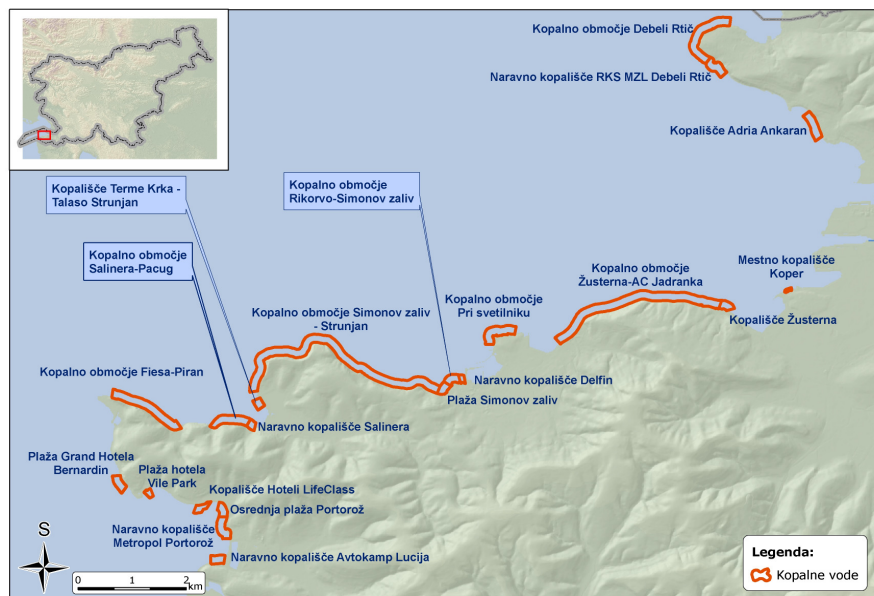 Kopalno območje Debeli Rtič
Naravno kopališče RKS MZL Debeli Rtič
Kopališče Adria Ankaran
Kopališče Terme Krka -
Talaso Strunjan
Kopalno območje
Rikorvo-Simonov zaliv
Kopalno območje
Salinera-Pacug
Kopalno območje
Žusterna-AC Jadranka
Mestno kopališče
Koper
Kopalno območje
Pri svetilniku
Kopalno območje Simonov zaliv
- Strunjan
Kopališče Žusterna
Kopalno območje Fiesa-Piran
Naravno kopališče Delfin
Plaža Simonov zaliv
Naravno kopališče Salinera
Plaža Grand Hotela
Bernardin
Plaža hotela
Vile Park
Kopališče Hoteli LifeClass
Osrednja plaža Portorož
Naravno kopališče
Metropol Portorož
Naravno kopališče Avtokamp Lucija
S
0 1 2
km
Legenda:
Kopalne vode